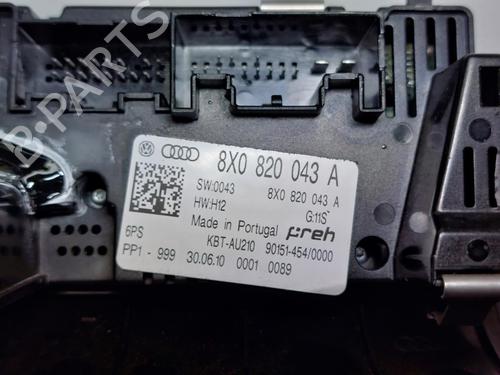 B-PARTS
8X0 820 043 A
SW:0043 8X0 820 043 A
HW:H12 G:11S
Made in Portugal preh
6PS KBT-AU210 90151-454/0000
PP1 - 999 30.06.10 0001 0089